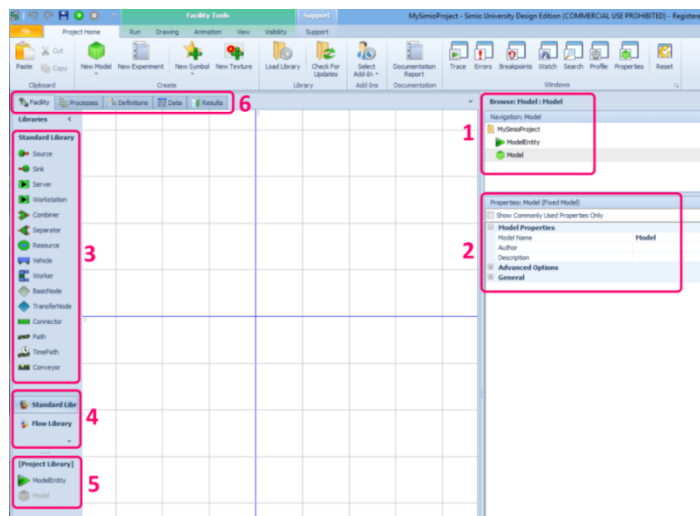 Facility Tools
Support
MySimioProject - Simio University Design Edition (COMMERCIAL USE PROHIBITED) - Register
File
Project Home
Run
Drawing
Animation
View
Visibility
Support
Paste
Cut
Copy
New Model
New Experiment
New Symbol
New Texture
Load Library
Check For
Updates
Select
Add-In
Documentation
Report
Trace
Errors
Breakpoints
Watch
Search
Profile
Properties
Reset
Clipboard
Create
Library
Add-Ins
Documentation
Windows
Facility
Processes
Definitions
Data
Results
6
Libraries
Standard Library
Source
Sink
Server
Workstation
Combiner
Separator
Resource
Vehicle
Worker
BasicNode
TransferNode
Connector
Path
TimePath
Conveyor
3
Standard Libr
Flow Library
4
[Project Library]
ModelEntity
Model
5
Browse: Model : Model
Navigation: Model
MySimioProject
ModelEntity
Model
1
Properties: Model (Fixed Model)
Show Commonly Used Properties Only
Model Properties
Model Name Model
Author
Description
Advanced Options
General
2